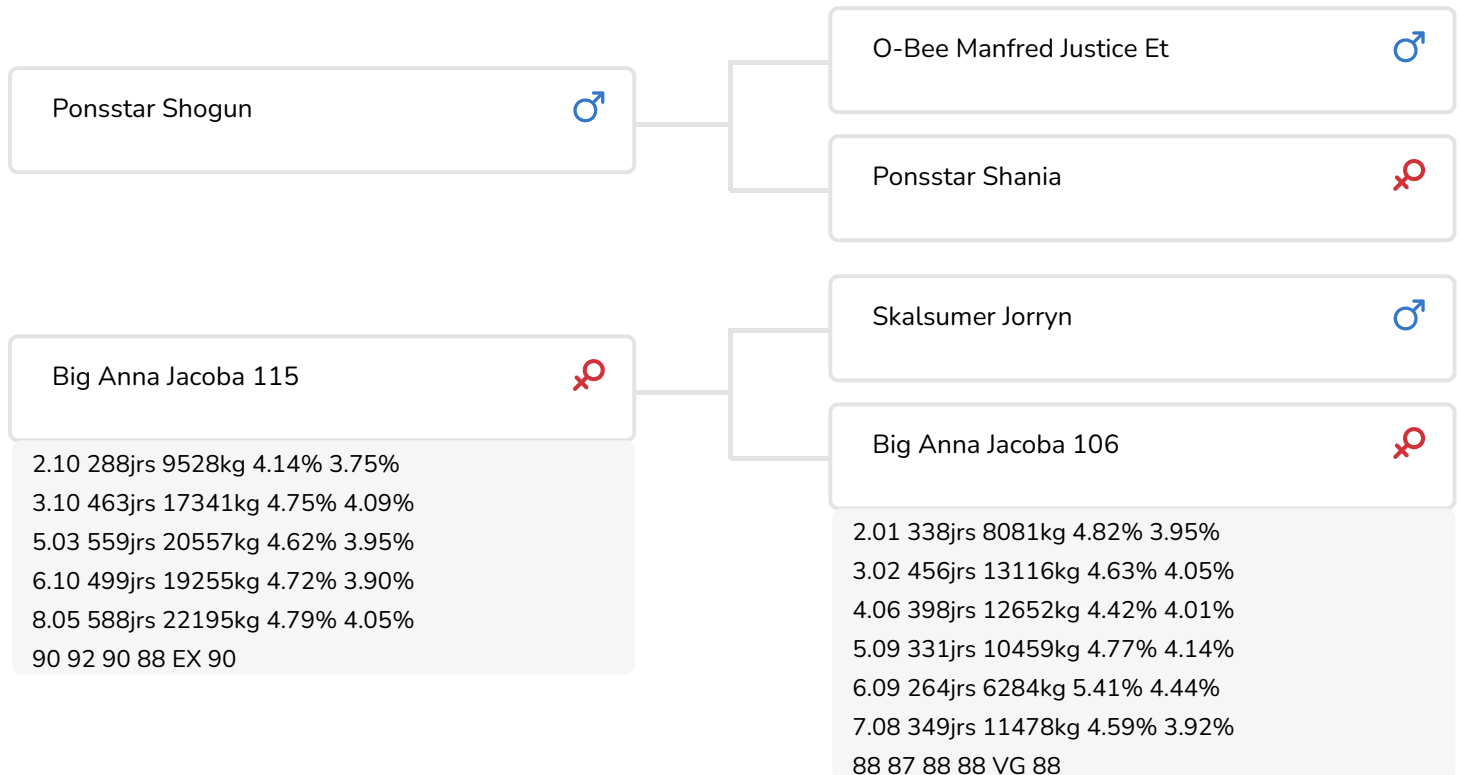 Ponsstar Shogun
Big Anna Jacoba 115
2.10 288jrs 9528kg 4.14% 3.75%
3.10 463jrs 17341kg 4.75% 4.09%
5.03 559jrs 20557kg 4.62% 3.95%
6.10 499jrs 19255kg 4.72% 3.90%
8.05 588jrs 22195kg 4.79% 4.05%
90 92 90 88 EX 90
O-Bee Manfred Justice Et
Ponsstar Shania
Skalsumer Jorryn
Big Anna Jacoba 106
2.01 338jrs 8081kg 4.82% 3.95%
3.02 456jrs 13116kg 4.63% 4.05%
4.06 398jrs 12652kg 4.42% 4.01%
5.09 331jrs 10459kg 4.77% 4.14%
6.09 264jrs 6284kg 5.41% 4.44%
7.08 349jrs 11478kg 4.59% 3.92%
88 87 88 88 VG 88